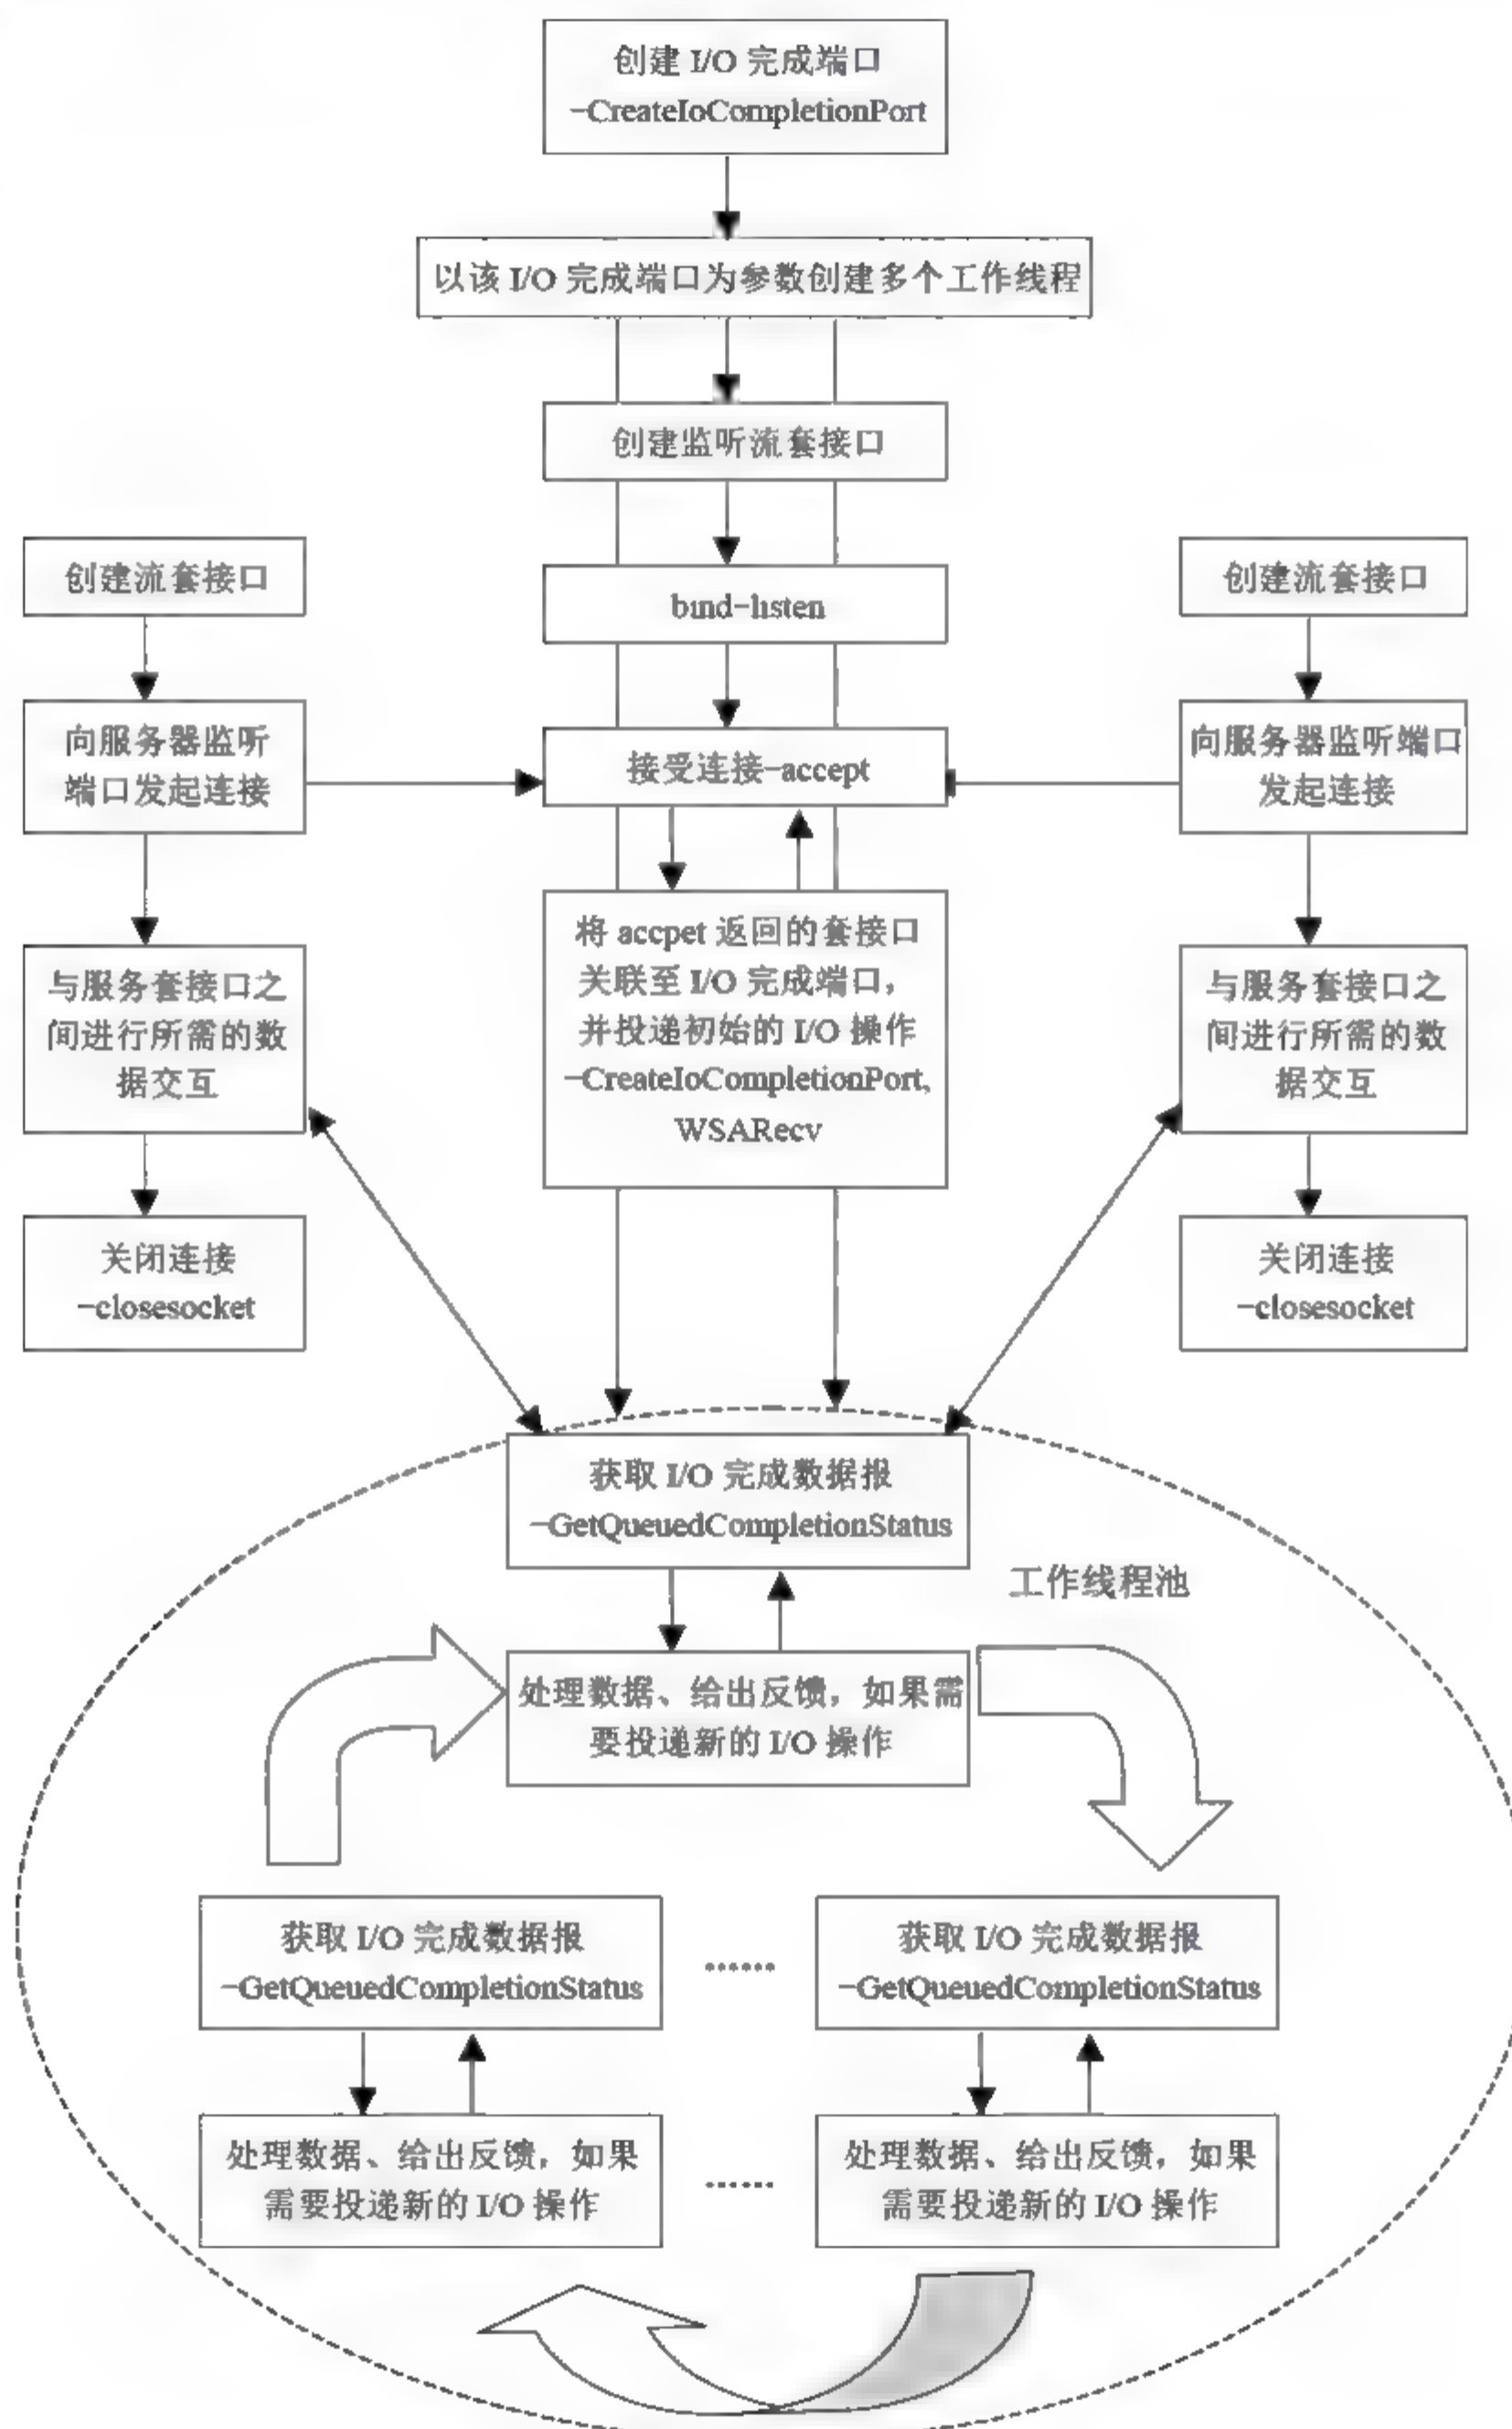 创建 I/O 完成端口
-CreateIoCompletionPort
以该 I/O 完成端口为参数创建多个工作线程
创建监听流套接口
bind-listen
接受连接-accept
将 accpet 返回的套接口
关联至 I/O 完成端口，
并投递初始的 I/O 操作
-CreateIoCompletionPort,
WSARecv
创建流套接口
向服务器监听
端口发起连接
与服务套接口之
间进行所需的数
据交互
关闭连接
-closesocket
创建流套接口
向服务器监听端口
发起连接
与服务套接口之
间进行所需的数
据交互
关闭连接
-closesocket
获取 I/O 完成数据报
-GetQueuedCompletionStatus
工作线程池
处理数据、给出反馈，如果需
要投递新的 I/O 操作
获取 I/O 完成数据报
-GetQueuedCompletionStatus
……
获取 I/O 完成数据报
-GetQueuedCompletionStatus
处理数据、给出反馈，如果
需要投递新的 I/O 操作
……
处理数据、给出反馈，如果
需要投递新的 I/O 操作